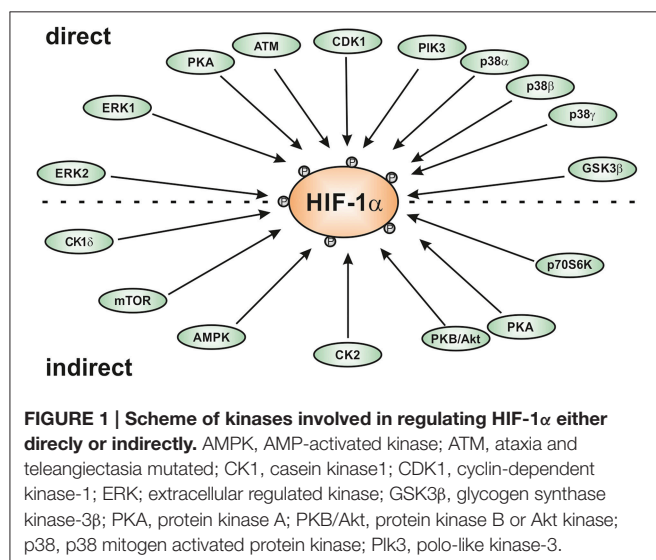 direct
ATM
CDK1
PIK3
PKA
p38α
p38β
ERK1
p38γ
ERK2
GSK3β
P
P
P
P
P
P
HIF-1α
CK1δ
p70S6K
mTOR
AMPK
CK2
PKB/Akt
PKA
indirect
FIGURE 1 | Scheme of kinases involved in regulating HIF-1α either
direcly or indirectly. AMPK, AMP-activated kinase; ATM, ataxia and
teleangiectasia mutated; CK1, casein kinase1; CDK1, cyclin-dependent
kinase-1; ERK; extracellular regulated kinase; GSK3β, glycogen synthase
kinase-3β; PKA, protein kinase A; PKB/Akt, protein kinase B or Akt kinase;
p38, p38 mitogen activated protein kinase; Plk3, polo-like kinase-3.